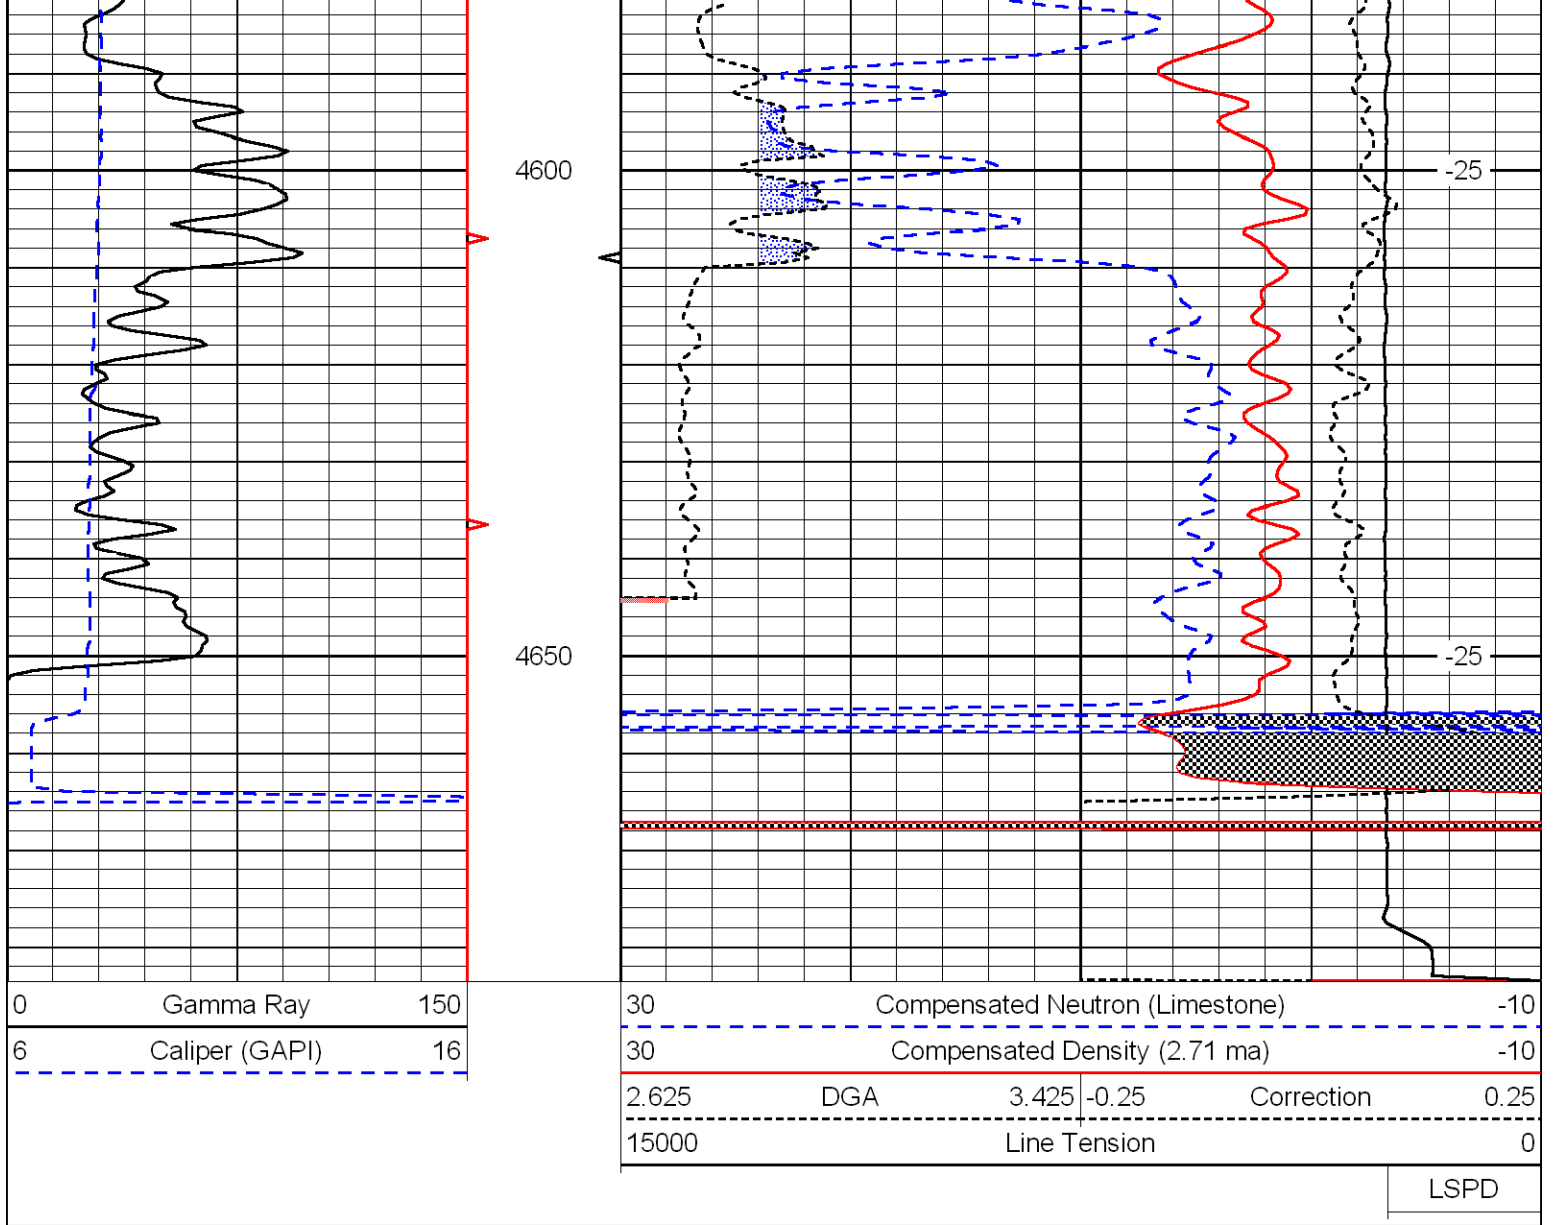 4600 -25
4650 -25
0 Gamma Ray 150
6 Caliper (GAPI) 16
30 Compensated Neutron (Limestone) -10
30 Compensated Density (2.71 ma) -10
2.625 DGA 3.425 -0.25 Correction 0.25
15000 Line Tension 0
LSPD